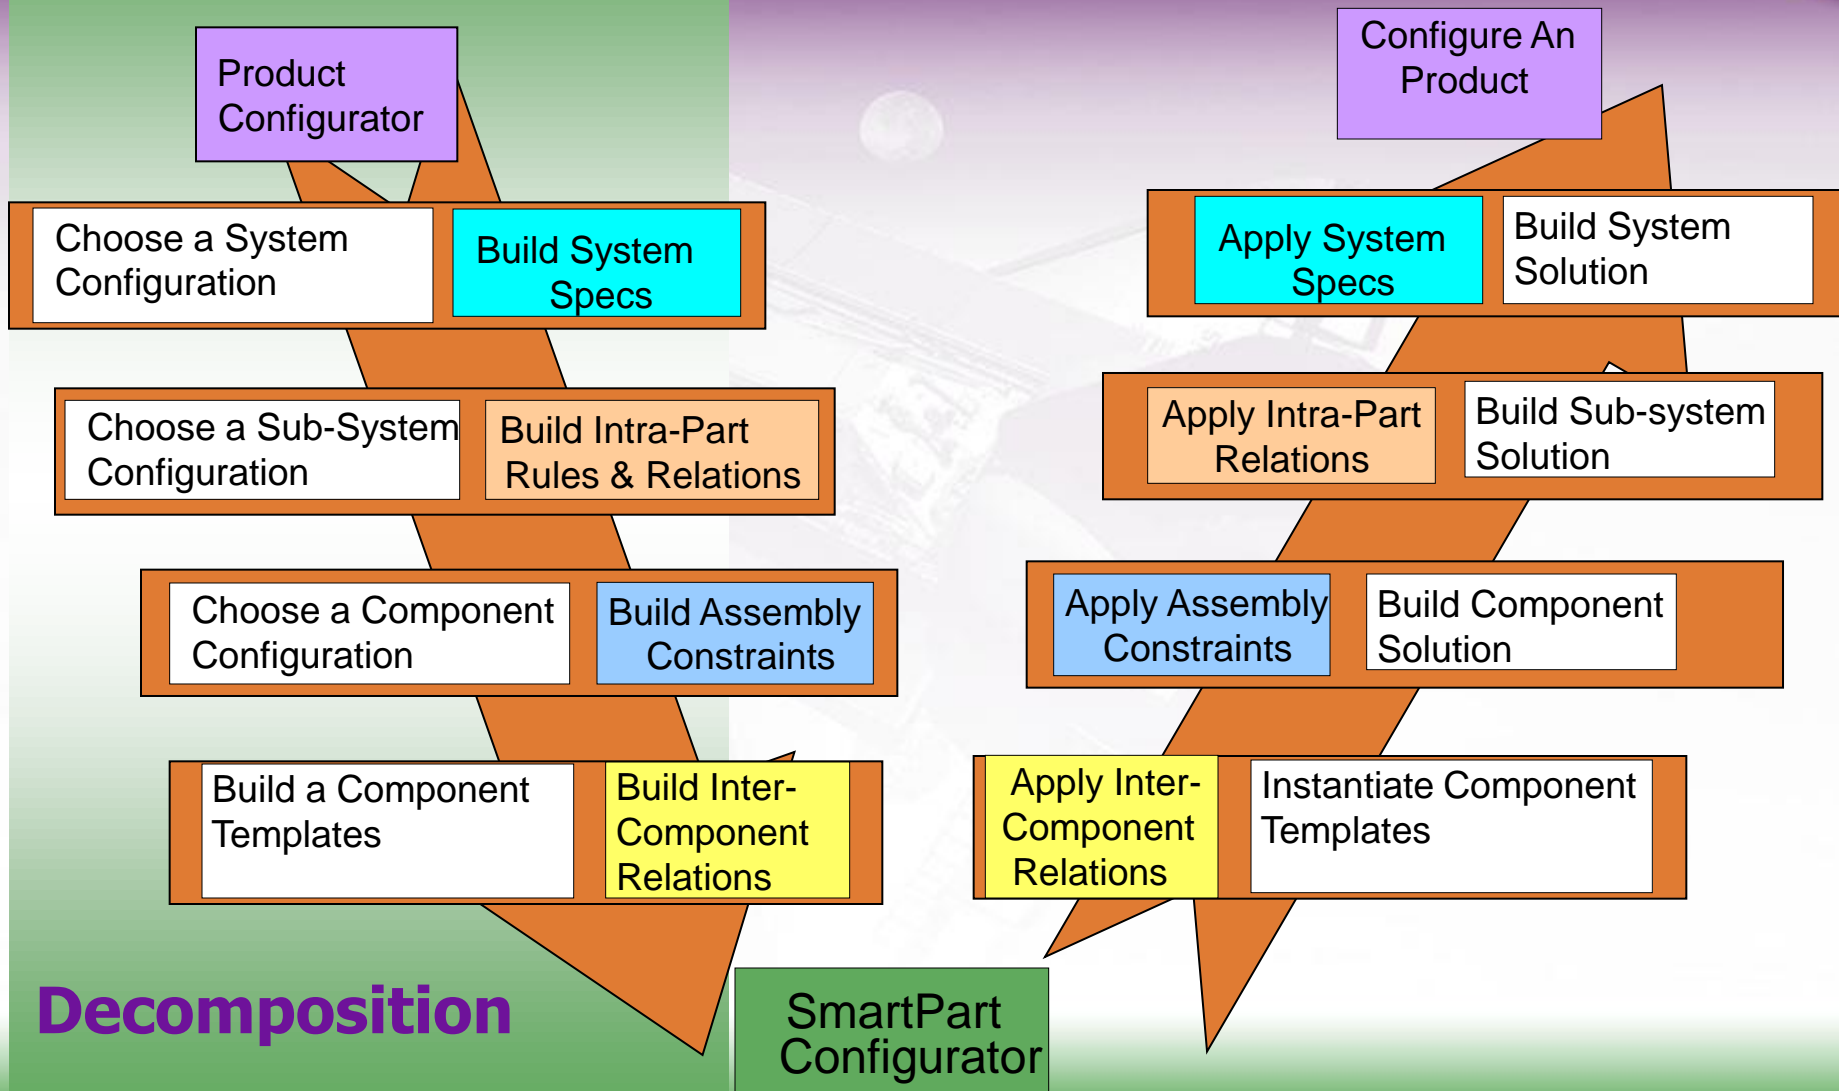 Product
Configurator
Choose a System
Configuration
Build System
Specs
Choose a Sub-System
Configuration
Build Intra-Part
Rules & Relations
Choose a Component
Configuration
Build Assembly
Constraints
Build a Component
Templates
Build Inter-
Component
Relations
Decomposition
SmartPart
Configurator
Configure An
Product
Apply System
Specs
Build System
Solution
Apply Intra-Part
Relations
Build Sub-system
Solution
Apply Assembly
Constraints
Build Component
Solution
Apply Inter-
Component
Relations
Instantiate Component
Templates